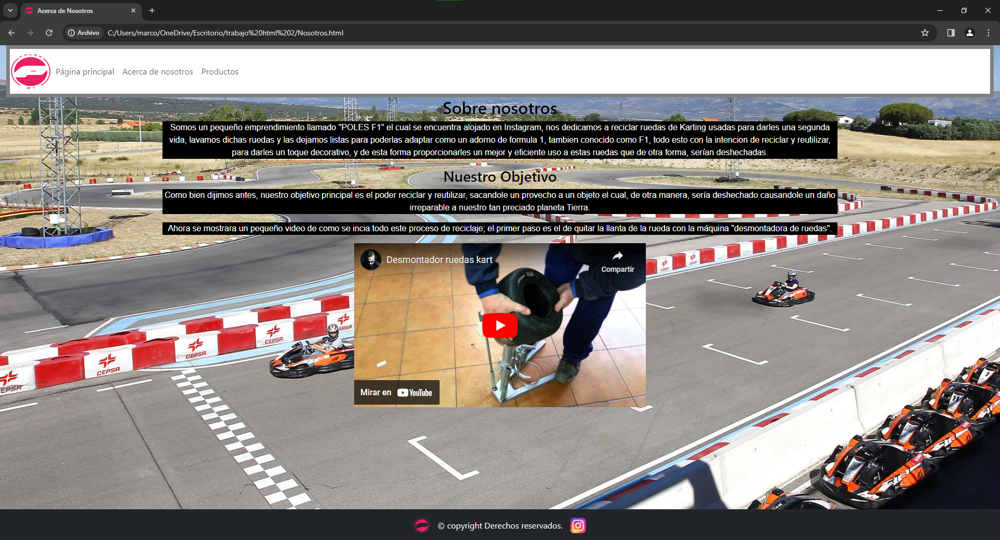 Acerca de Nosotros
Archivo C:/Users/marco/OneDrive/Escritorio/trabajo%20html%202/Nosotros.html
POLES
F1
Página principal Acerca de nosotros Productos
Sobre nosotros
Somos un pequeño emprendimiento llamado "POLES F1" el cual se encuentra alojado en Instagram, nos dedicamos a reciclar ruedas de Karting usadas para darles una segunda
vida, lavamos dichas ruedas y las dejamos listas para poderlas adaptar como un adorno de formula 1, tambien conocido como F1, todo esto con la intencion de reciclar y reutilizar,
para darles un toque decorativo, y de esta forma proporcionarles un mejor y eficiente uso a estas ruedas que de otra forma, serían deshechadas.
Nuestro Objetivo
Como bien dijimos antes, nuestro objetivo principal es el poder reciclar y reutilizar, sacandole un provecho a un objeto el cual, de otra manera, sería deshechado causandole un daño
irreparable a nuestro tan preciado planeta Tierra.
Ahora se mostrara un pequeño video de como se incia todo este proceso de reciclaje; el primer paso es el de quitar la llanta de la rueda con la máquina "desmontadora de ruedas".
Desmontador ruedas kart
Compartir
CEPSA
CEPSA
CEPSA
CEPSA
CEPSA
CEPSA
CEPSA
Mirar en YouTube
© copyright Derechos reservados.